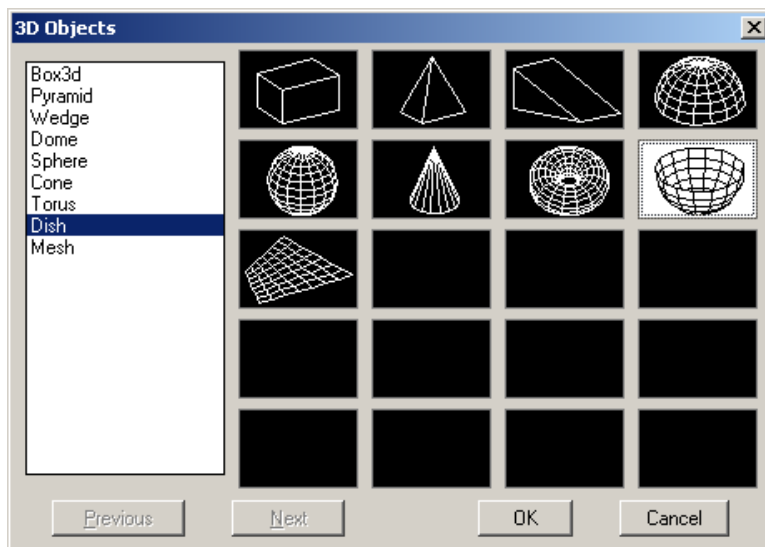 3D Objects
Box3d
Pyramid
Wedge
Dome
Sphere
Cone
Torus
Dish
Mesh
Previous
Next
OK
Cancel